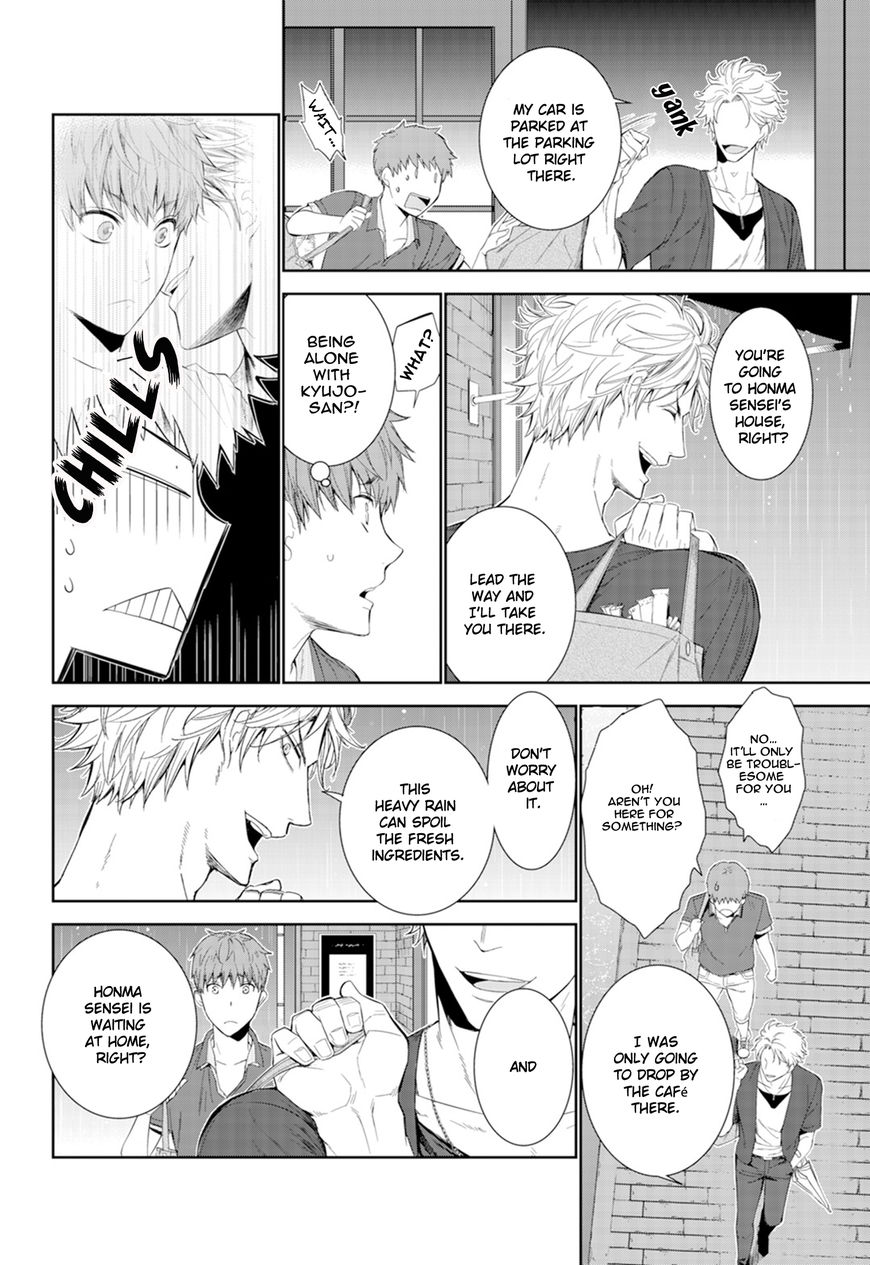 yank
MY CAR IS
PARKED AT
THE PARKING
LOT RIGHT
THERE.
WAIT...
YOU'RE
GOING
TO HONMA
SENSEI'S
HOUSE,
RIGHT?
LEAD THE
WAY AND
I'LL TAKE
YOU THERE.
WHAT?
BEING
ALONE
WITH
KYUJO-
SAN?!
CHILLS
NO...
IT'LL ONLY
BE TROUBL-
ESOME
FOR YOU
...
OH!
AREN'T YOU
HERE FOR
SOMETHING?
I WAS
ONLY GOING
TO DROP BY
THE CAFé
THERE.
DON'T
WORRY
ABOUT
IT.
THIS
HEAVY RAIN
CAN SPOIL
THE FRESH
INGREDIENTS.
AND
HONMA
SENSEI IS
WAITING
AT HOME,
RIGHT?